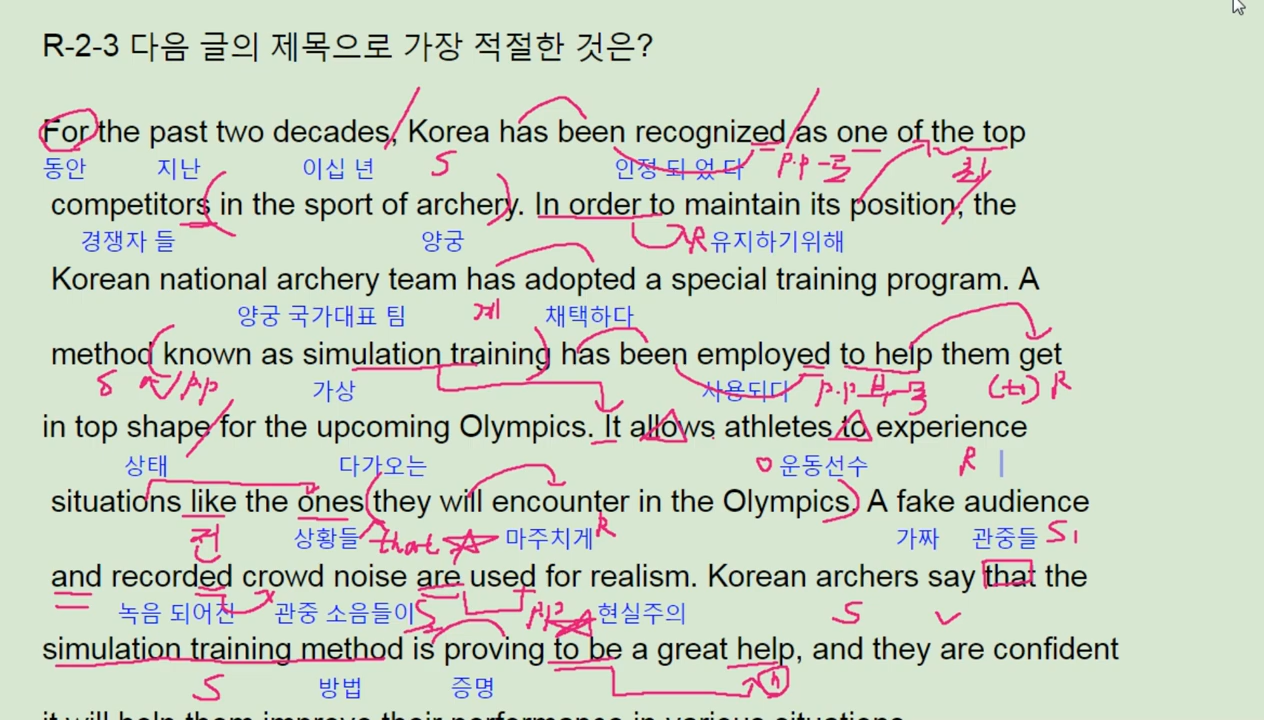 R-2-3 다음 글의 제목으로 가장 적절한 것은?
For the past two decades, Korea has been recognized as one of the top
동안 지난 이십 년 S 인정 되 었 다 p.p -로
competitors in the sport of archery. In order to maintain its position, the
경쟁자 들 양궁 R 유지하기위해
Korean national archery team has adopted a special training program. A
양궁 국가대표 팀 계 채택하다
method known as simulation training has been employed to help them get
S p.p 가상 사용되다 p.p (to) R
in top shape for the upcoming Olympics. It allows athletes to experience
상태 다가오는 o 운동선수 R
situations like the ones they will encounter in the Olympics. A fake audience
전 상황들 that 마주치게 R 가짜 관중들 S1
and recorded crowd noise are used for realism. Korean archers say that the
녹음 되어진 관중 소음들이 S p.p 현실주의 S v
simulation training method is proving to be a great help, and they are confident
S 방법 증명 n
it will help them improve their performance in various situations.